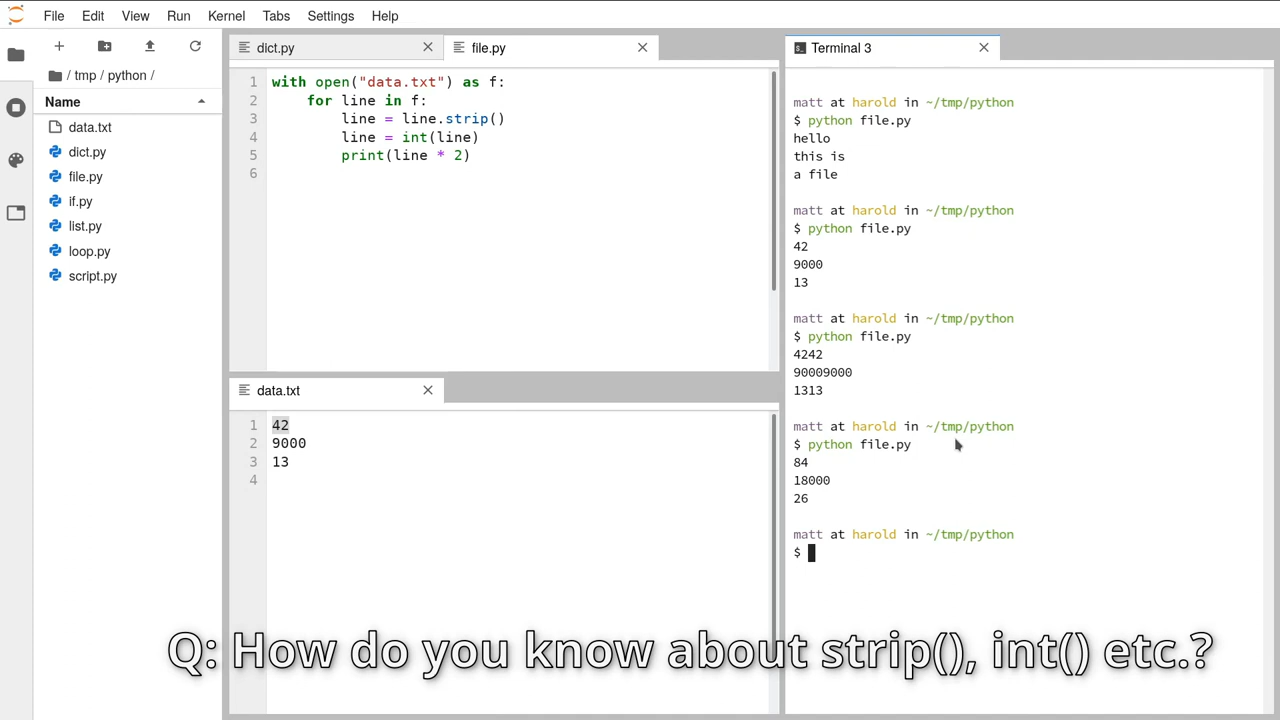 File Edit View Run Kernel Tabs Settings Help
/ tmp / python /
Name
data.txt
dict.py
file.py
if.py
list.py
loop.py
script.py
dict.py
file.py
1 with open("data.txt") as f:
2     for line in f:
3         line = line.strip()
4         line = int(line)
5         print(line * 2)
6
data.txt
1 42
2 9000
3 13
4
Terminal 3
matt at harold in ~/tmp/python
$ python file.py
hello
this is
a file
matt at harold in ~/tmp/python
$ python file.py
42
9000
13
matt at harold in ~/tmp/python
$ python file.py
4242
90009000
1313
matt at harold in ~/tmp/python
$ python file.py
84
18000
26
matt at harold in ~/tmp/python
$
Q: How do you know about strip(), int() etc.?